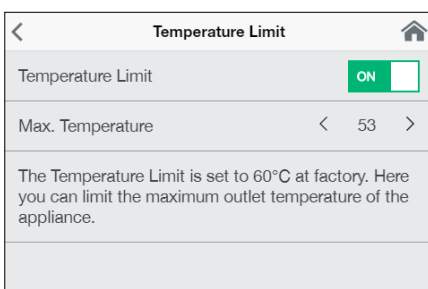 Temperature Limit
Temperature Limit ON
Max. Temperature 53
The Temperature Limit is set to 60°C at factory. Here
you can limit the maximum outlet temperature of the
appliance.